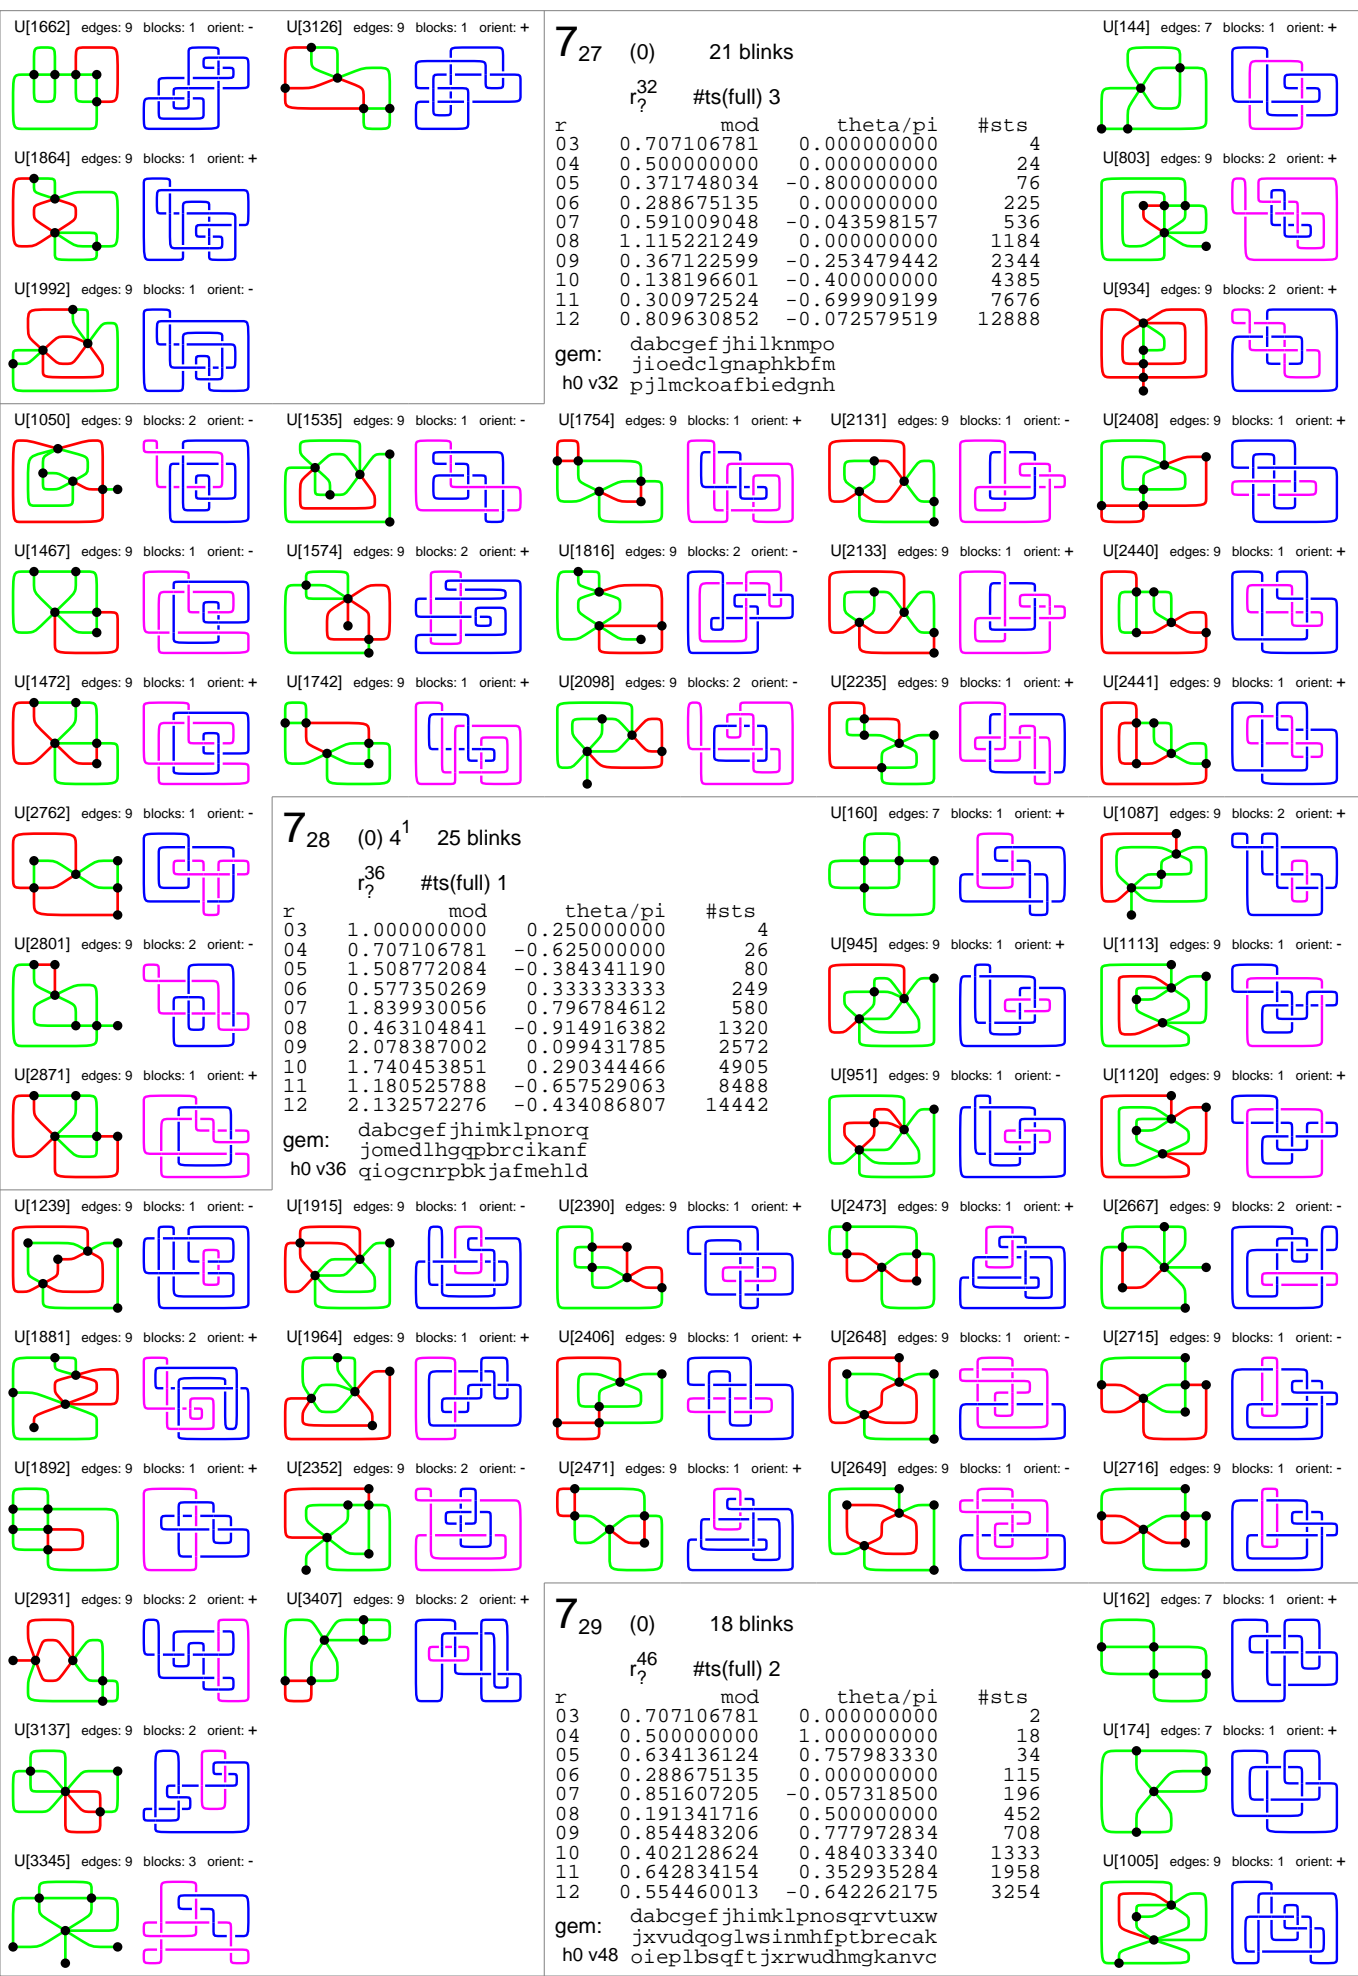 U[1662] edges: 9 blocks: 1 orient: -
U[3126] edges: 9 blocks: 1 orient: +
U[1864] edges: 9 blocks: 1 orient: +
U[1992] edges: 9 blocks: 1 orient: -
7_27 (0) 21 blinks
r_?^32 #ts(full) 3
r mod theta/pi #sts
03 0.707106781 0.000000000 4
04 0.500000000 0.000000000 24
05 0.371748034 -0.800000000 76
06 0.288675135 0.000000000 225
07 0.591009048 -0.043598157 536
08 1.115221249 0.000000000 1184
09 0.367122599 -0.253479442 2344
10 0.138196601 -0.400000000 4385
11 0.300972524 -0.699909199 7676
12 0.809630852 -0.072579519 12888
gem: dabcgefjhilknmpo
jioedclgnaphkbfm
h0 v32 pjlmckoafbiedgnh
U[144] edges: 7 blocks: 1 orient: +
U[803] edges: 9 blocks: 2 orient: +
U[934] edges: 9 blocks: 2 orient: +
U[1050] edges: 9 blocks: 2 orient: -
U[1535] edges: 9 blocks: 1 orient: -
U[1754] edges: 9 blocks: 1 orient: +
U[2131] edges: 9 blocks: 1 orient: -
U[2408] edges: 9 blocks: 1 orient: +
U[1467] edges: 9 blocks: 1 orient: -
U[1574] edges: 9 blocks: 2 orient: +
U[1816] edges: 9 blocks: 2 orient: -
U[2133] edges: 9 blocks: 1 orient: +
U[2440] edges: 9 blocks: 1 orient: +
U[1472] edges: 9 blocks: 1 orient: +
U[1742] edges: 9 blocks: 1 orient: +
U[2098] edges: 9 blocks: 2 orient: -
U[2235] edges: 9 blocks: 1 orient: +
U[2441] edges: 9 blocks: 1 orient: +
U[2762] edges: 9 blocks: 1 orient: -
U[2801] edges: 9 blocks: 2 orient: -
U[2871] edges: 9 blocks: 1 orient: +
7_28 (0) 4^1 25 blinks
r_?^36 #ts(full) 1
r mod theta/pi #sts
03 1.000000000 0.250000000 4
04 0.707106781 -0.625000000 26
05 1.508772084 -0.384341190 80
06 0.577350269 0.333333333 249
07 1.839930056 0.796784612 580
08 0.463104841 -0.914916382 1320
09 2.078387002 0.099431785 2572
10 1.740453851 0.290344466 4905
11 1.180525788 -0.657529063 8488
12 2.132572276 -0.434086807 14442
gem: dabcgefjhimklpnorq
jomedlhgqpbrcikanf
h0 v36 qiogcnrpbkjafmehld
U[160] edges: 7 blocks: 1 orient: +
U[1087] edges: 9 blocks: 2 orient: +
U[945] edges: 9 blocks: 1 orient: +
U[1113] edges: 9 blocks: 1 orient: -
U[951] edges: 9 blocks: 1 orient: -
U[1120] edges: 9 blocks: 1 orient: +
U[1239] edges: 9 blocks: 1 orient: -
U[1915] edges: 9 blocks: 1 orient: -
U[2390] edges: 9 blocks: 1 orient: +
U[2473] edges: 9 blocks: 1 orient: +
U[2667] edges: 9 blocks: 2 orient: -
U[1881] edges: 9 blocks: 2 orient: +
U[1964] edges: 9 blocks: 1 orient: +
U[2406] edges: 9 blocks: 1 orient: +
U[2648] edges: 9 blocks: 1 orient: -
U[2715] edges: 9 blocks: 1 orient: -
U[1892] edges: 9 blocks: 1 orient: +
U[2352] edges: 9 blocks: 2 orient: -
U[2471] edges: 9 blocks: 1 orient: +
U[2649] edges: 9 blocks: 1 orient: -
U[2716] edges: 9 blocks: 1 orient: -
U[2931] edges: 9 blocks: 2 orient: +
U[3407] edges: 9 blocks: 2 orient: +
U[3137] edges: 9 blocks: 2 orient: +
U[3345] edges: 9 blocks: 3 orient: -
7_29 (0) 18 blinks
r_?^46 #ts(full) 2
r mod theta/pi #sts
03 0.707106781 0.000000000 2
04 0.500000000 1.000000000 18
05 0.634136124 0.757983330 34
06 0.288675135 0.000000000 115
07 0.851607205 -0.057318500 196
08 0.191341716 0.500000000 452
09 0.854483206 0.777972834 708
10 0.402128624 0.484033340 1333
11 0.642834154 0.352935284 1958
12 0.554460013 -0.642262175 3254
gem: dabcgefjhimklpnosqrvtuxw
jxvudqoglwsinmhfptbrecak
h0 v48 oieplbsqftjxrwudhmgkanvc
U[162] edges: 7 blocks: 1 orient: +
U[174] edges: 7 blocks: 1 orient: +
U[1005] edges: 9 blocks: 1 orient: +